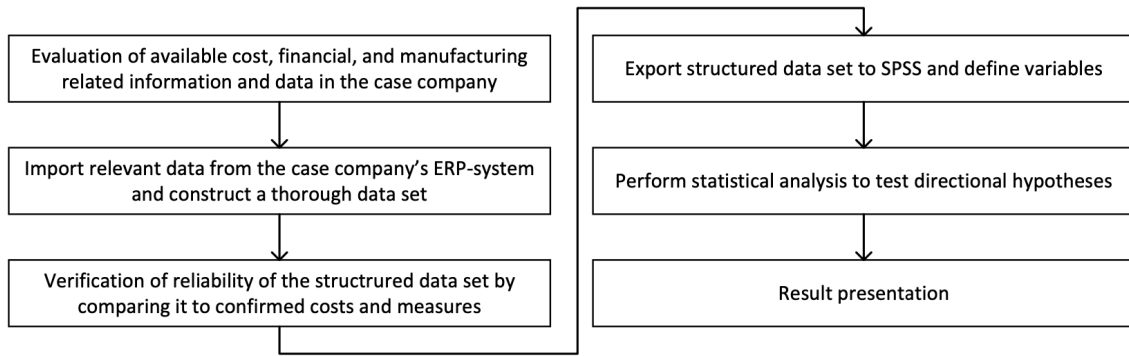 Evaluation of available cost, financial, and manufacturing
related information and data in the case company
Import relevant data from the case company's ERP-system
and construct a thorough data set
Verification of reliability of the structrured data set by
comparing it to confirmed costs and measures
Export structured data set to SPSS and define variables
Perform statistical analysis to test directional hypotheses
Result presentation